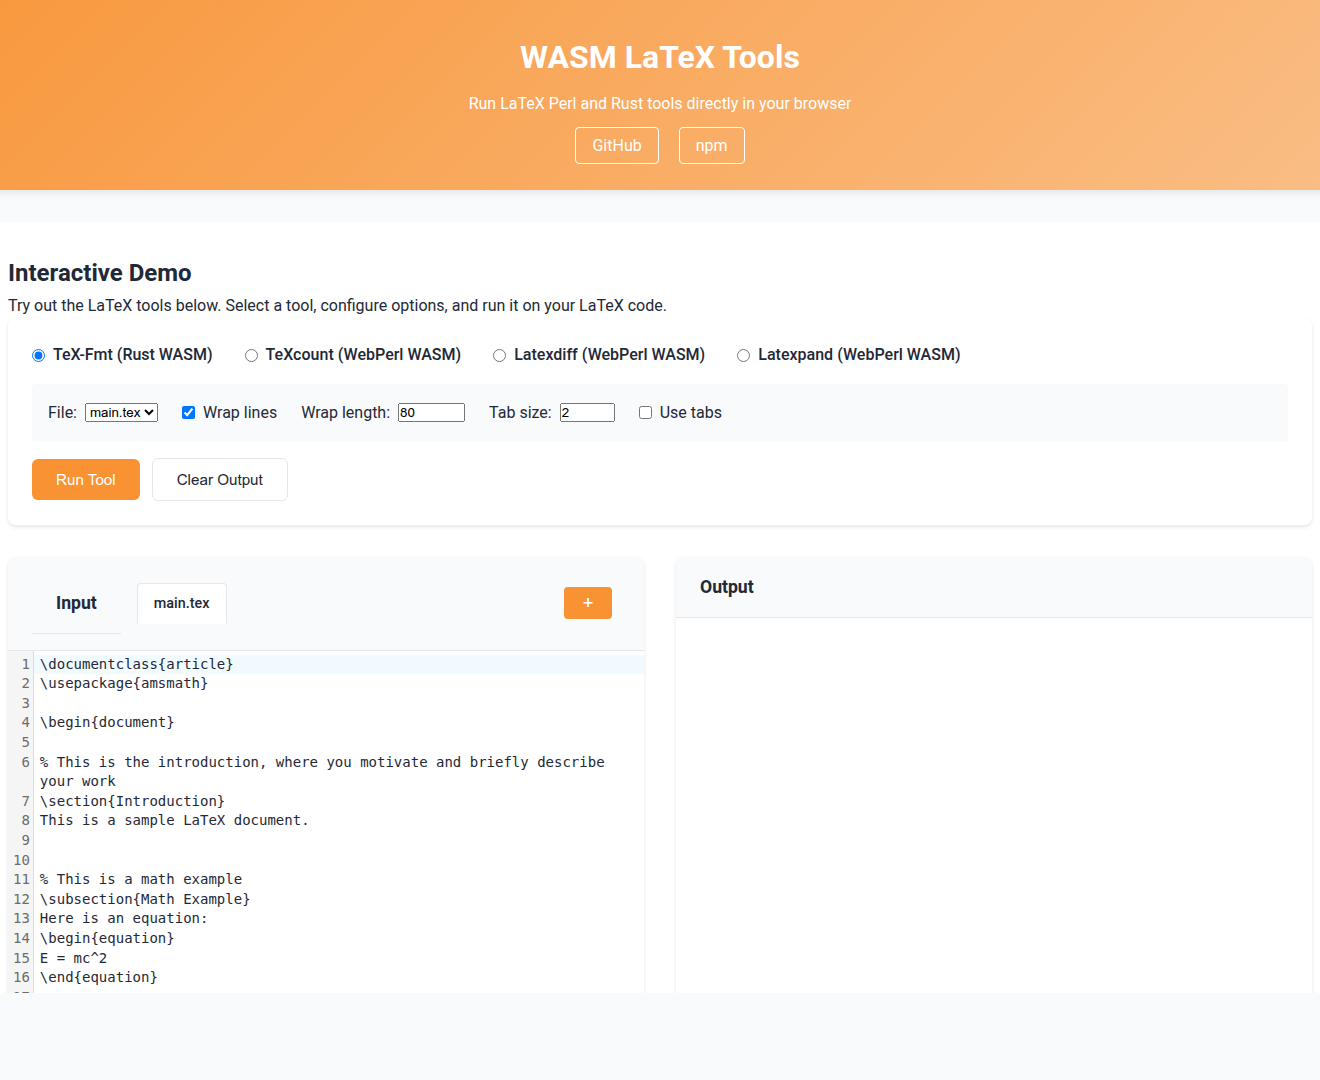 WASM LaTeX Tools
Run LaTeX Perl and Rust tools directly in your browser
GitHub npm
Interactive Demo
Try out the LaTeX tools below. Select a tool, configure options, and run it on your LaTeX code.
TeX-Fmt (Rust WASM) TeXcount (WebPerl WASM) Latexdiff (WebPerl WASM) Latexpand (WebPerl WASM)
File: main.tex Wrap lines Wrap length: 80 Tab size: 2 Use tabs
Run Tool Clear Output
Input main.tex +
Output
1 \documentclass{article}
2 \usepackage{amsmath}
3
4 \begin{document}
5
6 % This is the introduction, where you motivate and briefly describe
your work
7 \section{Introduction}
8 This is a sample LaTeX document.
9
10
11 % This is a math example
12 \subsection{Math Example}
13 Here is an equation:
14 \begin{equation}
15 E = mc^2
16 \end{equation}